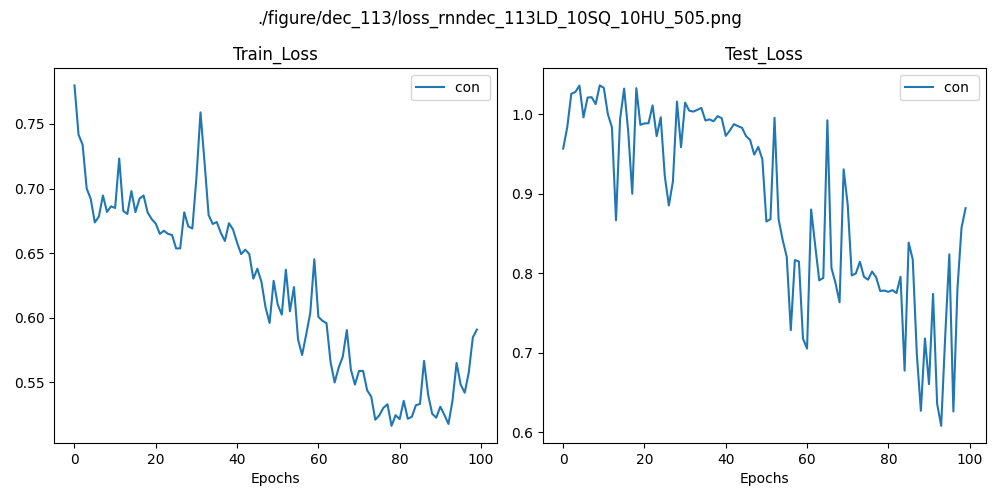 ./figure/dec_113/loss_rnndec_113LD_10SQ_10HU_505.png
Train_Loss
con
0.75
0.70
0.65
0.60
0.55
0 20 40 60 80 100
Epochs
Test_Loss
con
1.0
0.9
0.8
0.7
0.6
0 20 40 60 80 100
Epochs